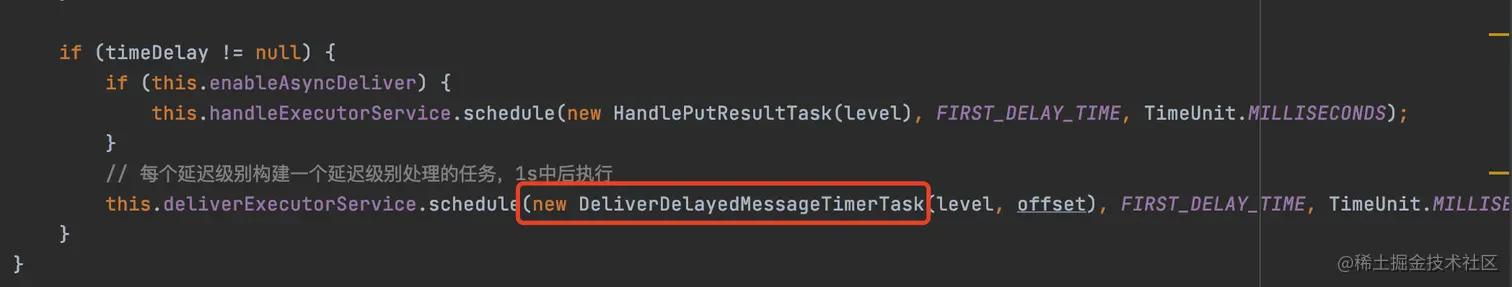 if (timeDelay != null) {
if (this.enableAsyncDeliver) {
this.handleExecutorService.schedule(new HandlePutResultTask(level), FIRST_DELAY_TIME, TimeUnit.MILLISECONDS);
}
// 每个延迟级别构建一个延迟级别处理的任务，1s中后执行
this.deliverExecutorService.schedule(new DeliverDelayedMessageTimerTask(level, offset), FIRST_DELAY_TIME, TimeUnit.MILLISE
}
}
@稀土掘金技术社区